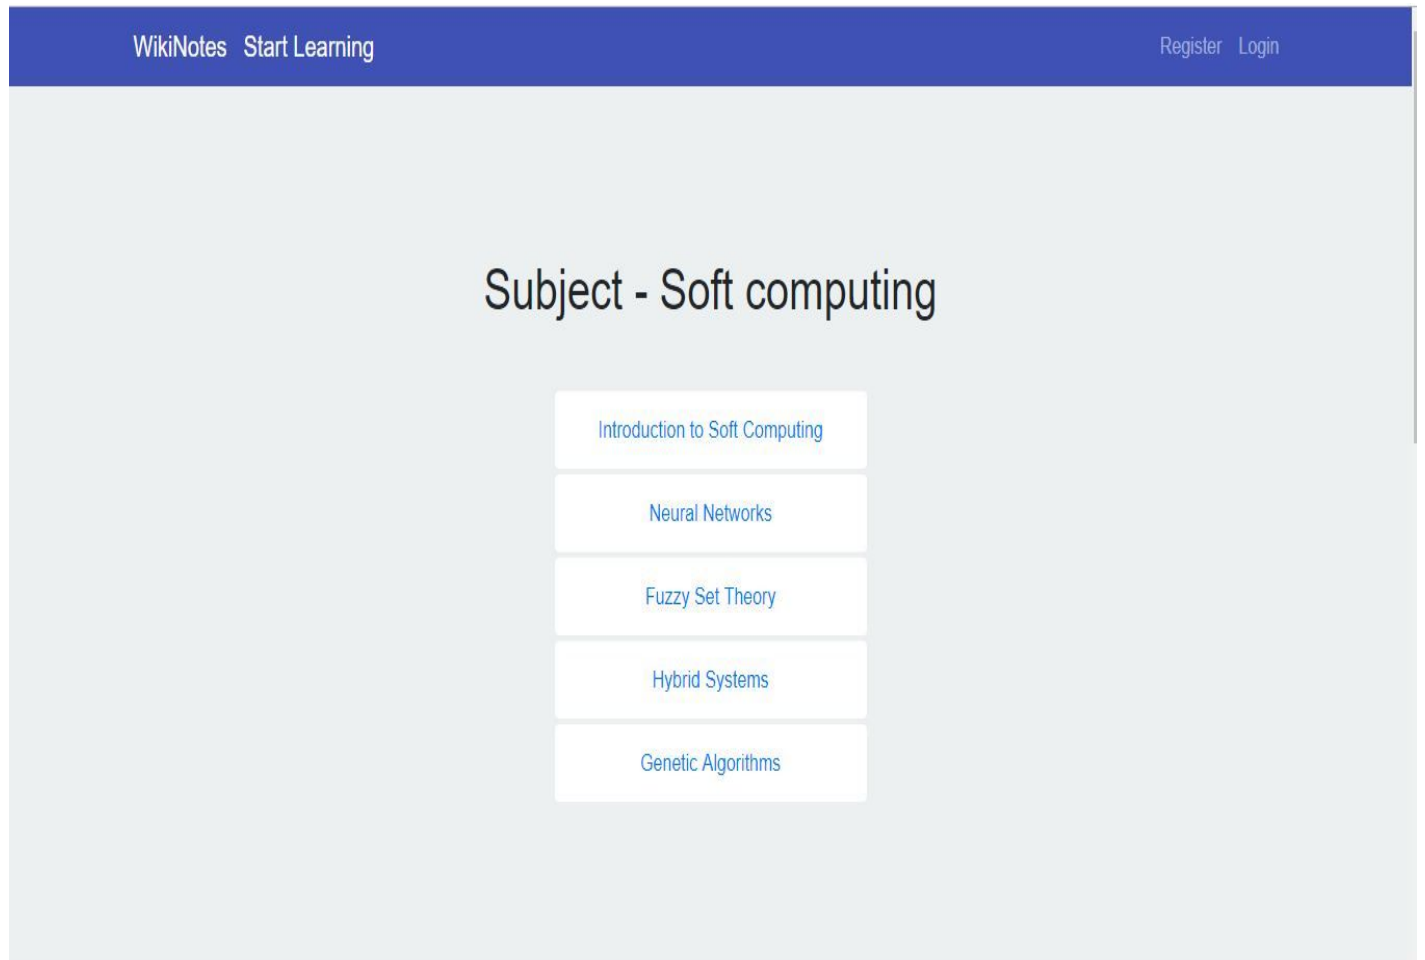 WikiNotes Start Learning Register Login
Subject - Soft computing
Introduction to Soft Computing
Neural Networks
Fuzzy Set Theory
Hybrid Systems
Genetic Algorithms